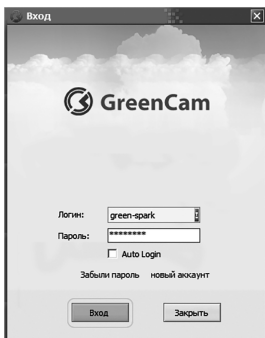 Вход
GreenCam
Логин: green-spark
Пароль: ********
Auto Login
Забыли пароль новый аккаунт
Вход Закрыть